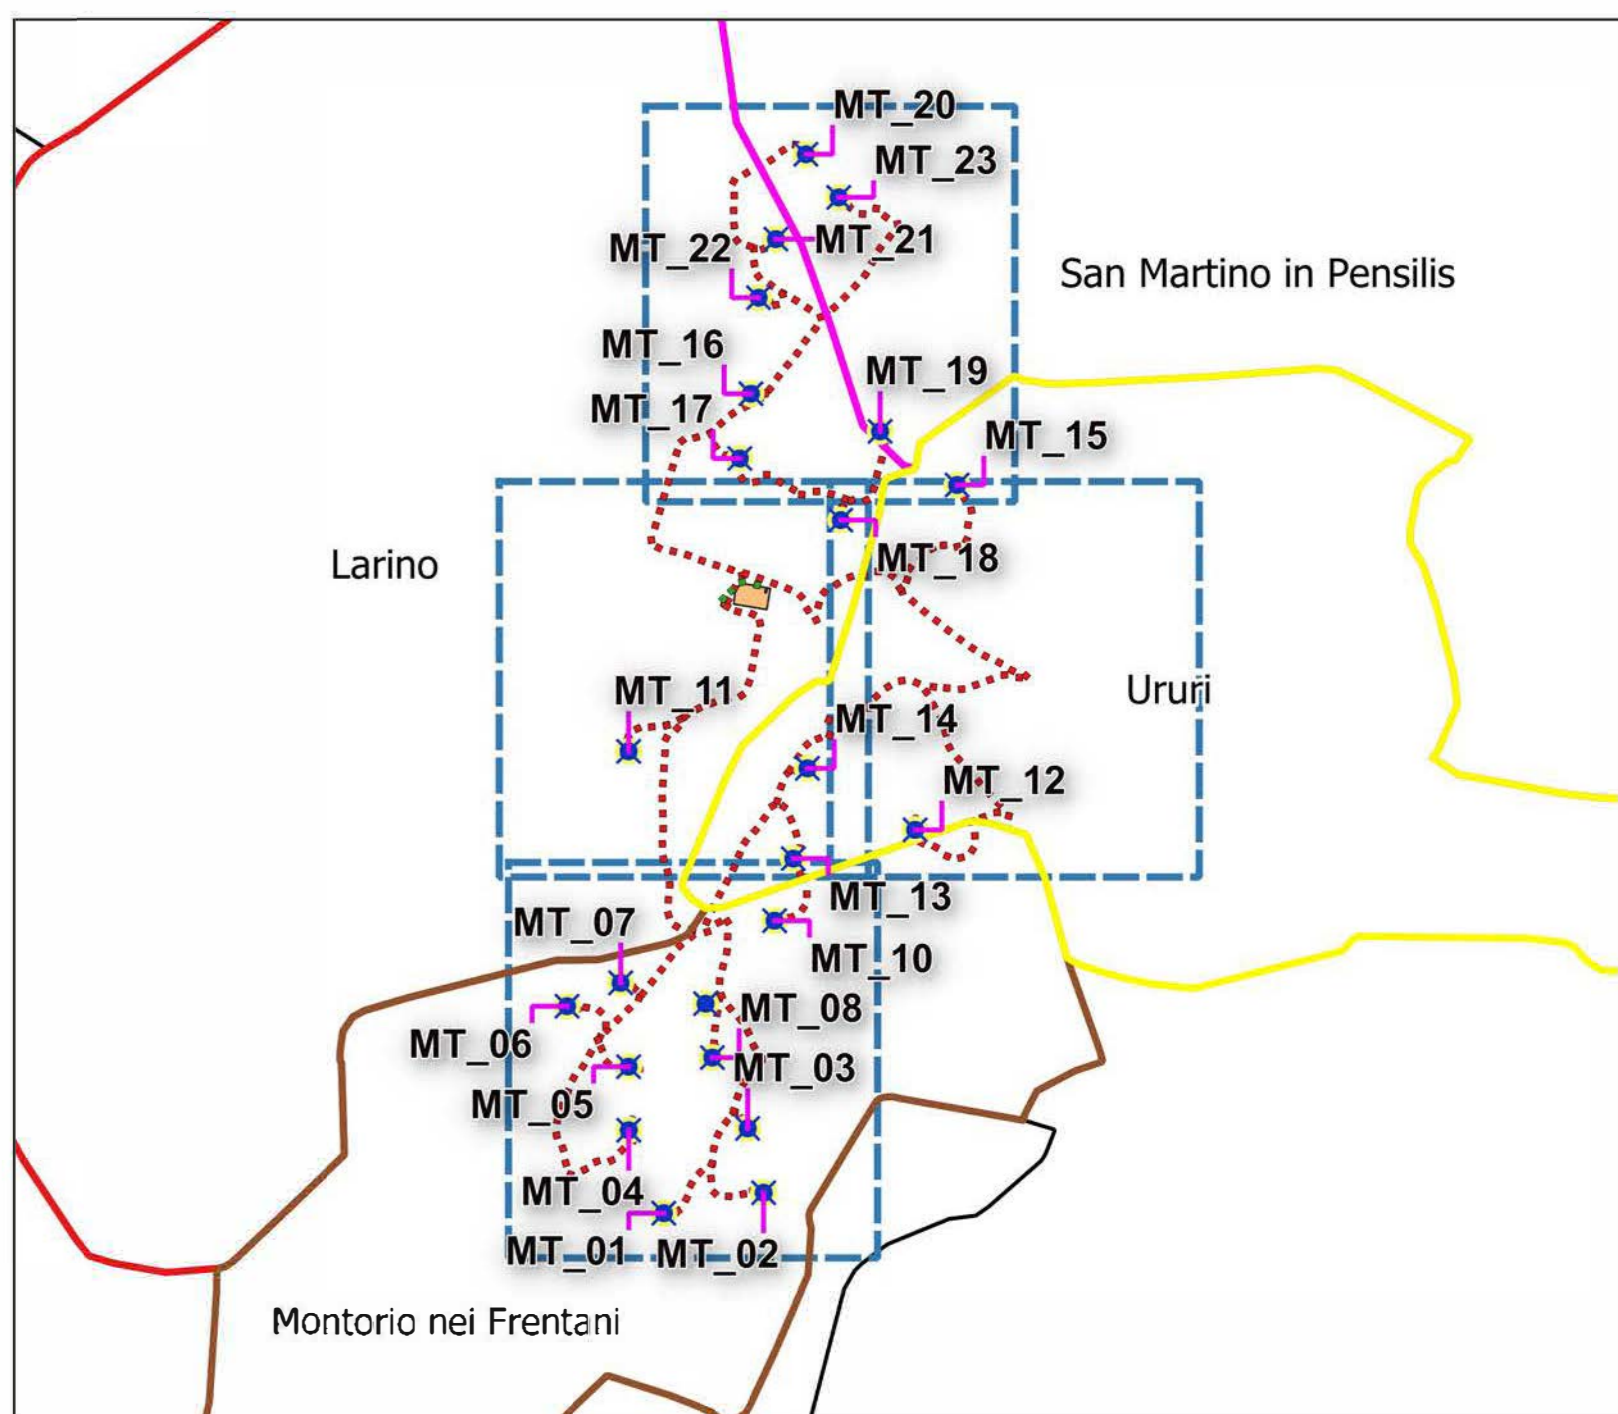 MT_20
MT_23
MT_21
MT_22
San Martino in Pensilis
MT_16
MT_19
MT_17
MT_15
MT_18
Larino
MT_11
Ururi
MT_14
MT_12
MT_13
MT_07
MT_10
MT_08
MT_06
MT_03
MT_05
MT_04
MT_01
MT_02
Montorio nei Frentani